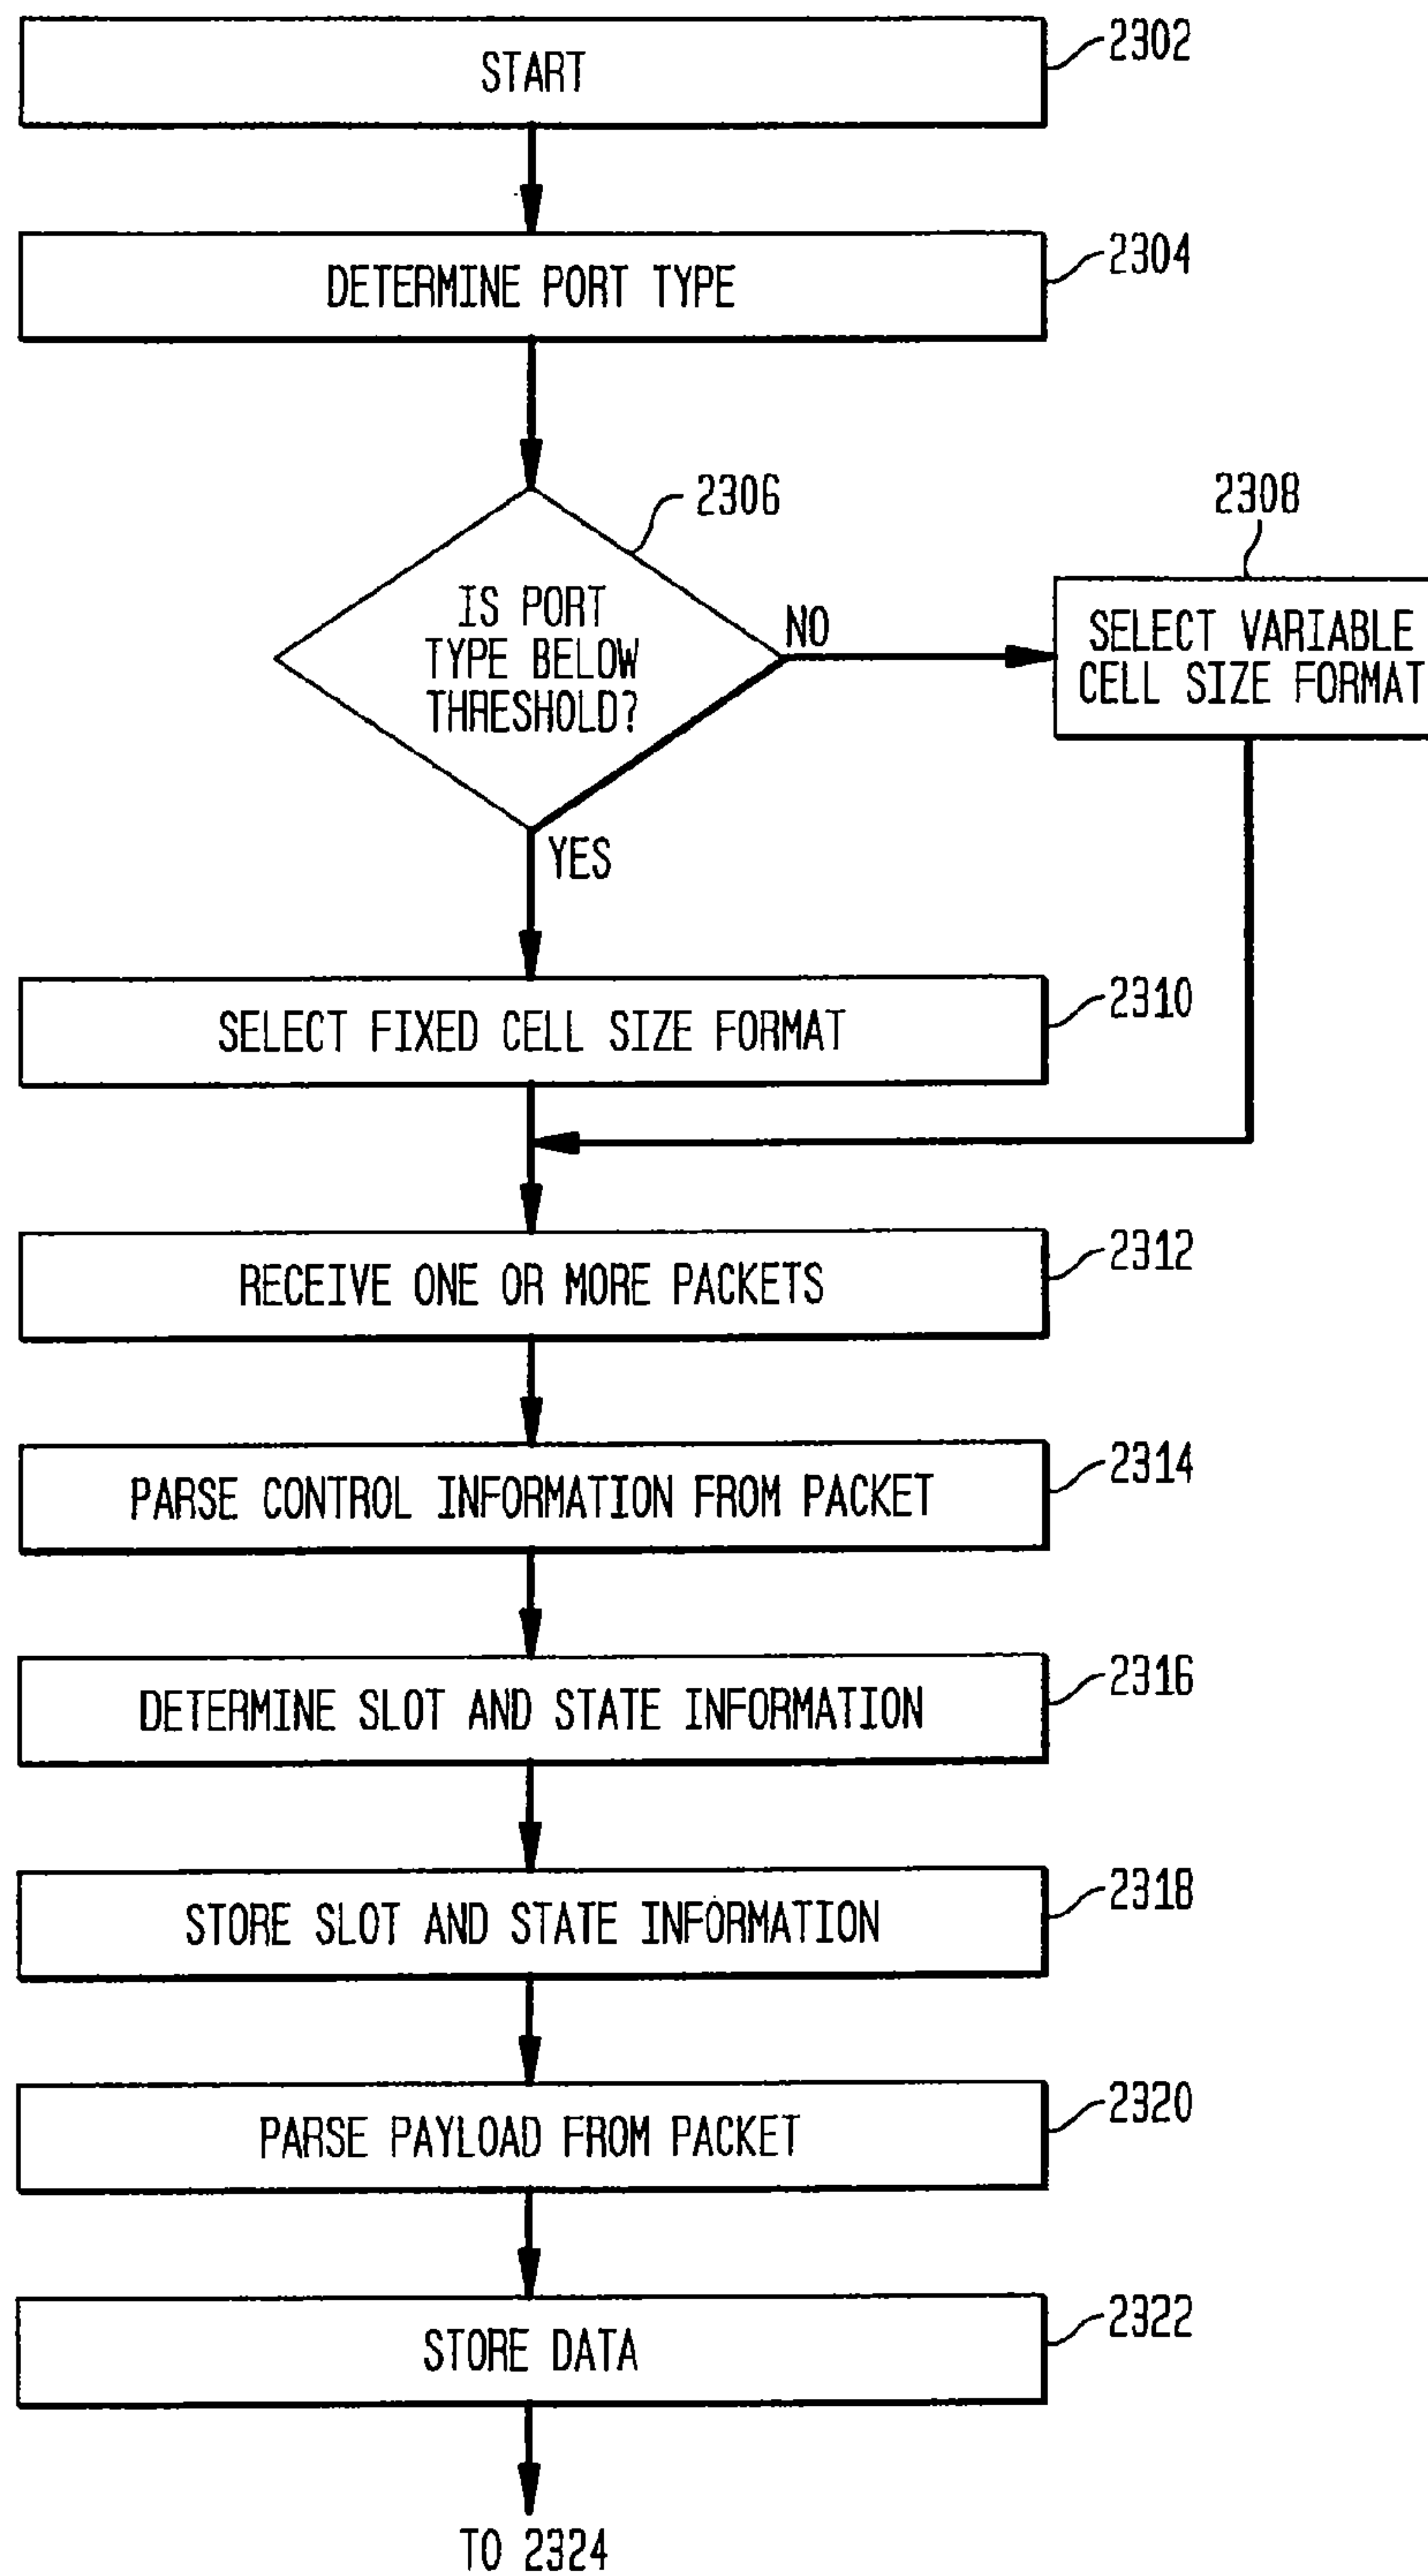 START
2302
DETERMINE PORT TYPE
2304
2306
IS PORT
TYPE BELOW
THRESHOLD?
NO
YES
2308
SELECT VARIABLE
CELL SIZE FORMAT
SELECT FIXED CELL SIZE FORMAT
2310
RECEIVE ONE OR MORE PACKETS
2312
PARSE CONTROL INFORMATION FROM PACKET
2314
DETERMINE SLOT AND STATE INFORMATION
2316
STORE SLOT AND STATE INFORMATION
2318
PARSE PAYLOAD FROM PACKET
2320
STORE DATA
2322
TO 2324